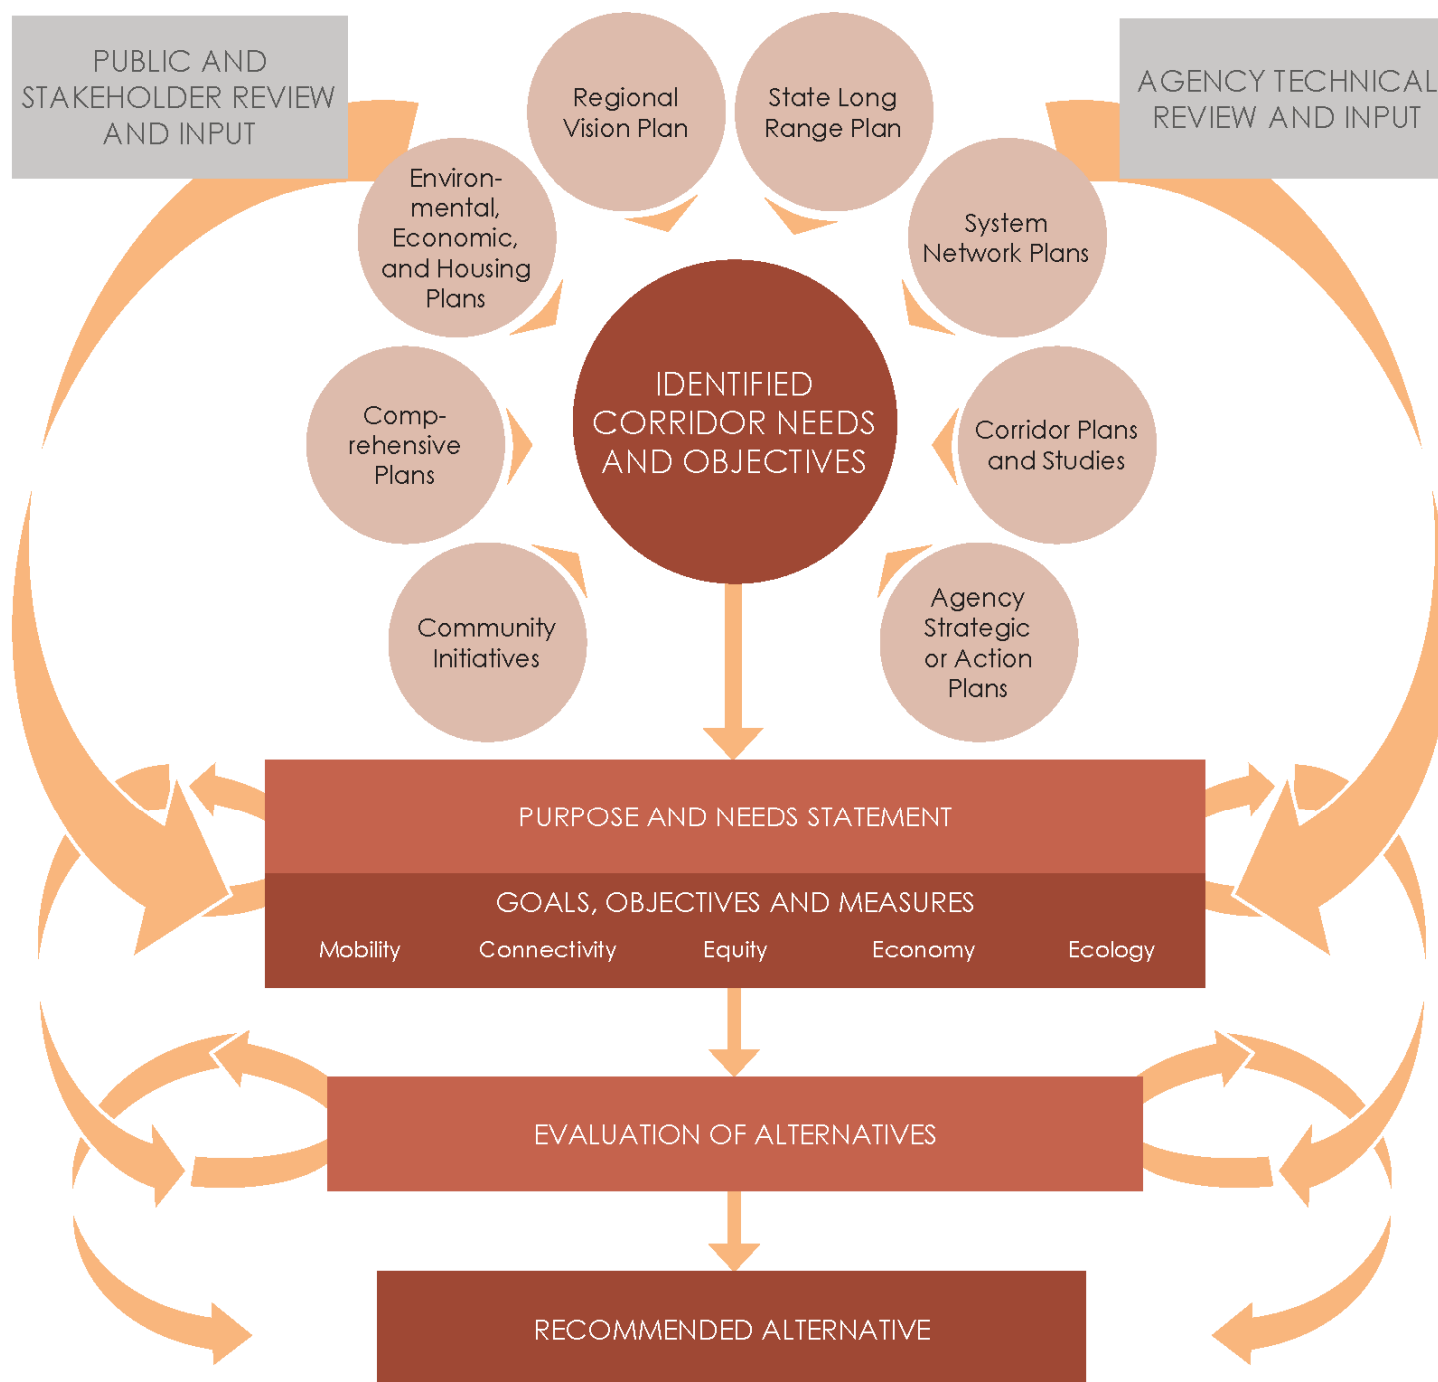 PUBLIC AND
STAKEHOLDER REVIEW
AND INPUT
AGENCY TECHNICAL
REVIEW AND INPUT
Regional
Vision Plan
State Long
Range Plan
Environ-
mental,
Economic,
and Housing
Plans
System
Network Plans
Comp-
rehensive
Plans
Corridor Plans
and Studies
Community
Initiatives
Agency
Strategic
or Action
Plans
IDENTIFIED
CORRIDOR NEEDS
AND OBJECTIVES
PURPOSE AND NEEDS STATEMENT
GOALS, OBJECTIVES AND MEASURES
Mobility Connectivity Equity Economy Ecology
EVALUATION OF ALTERNATIVES
RECOMMENDED ALTERNATIVE